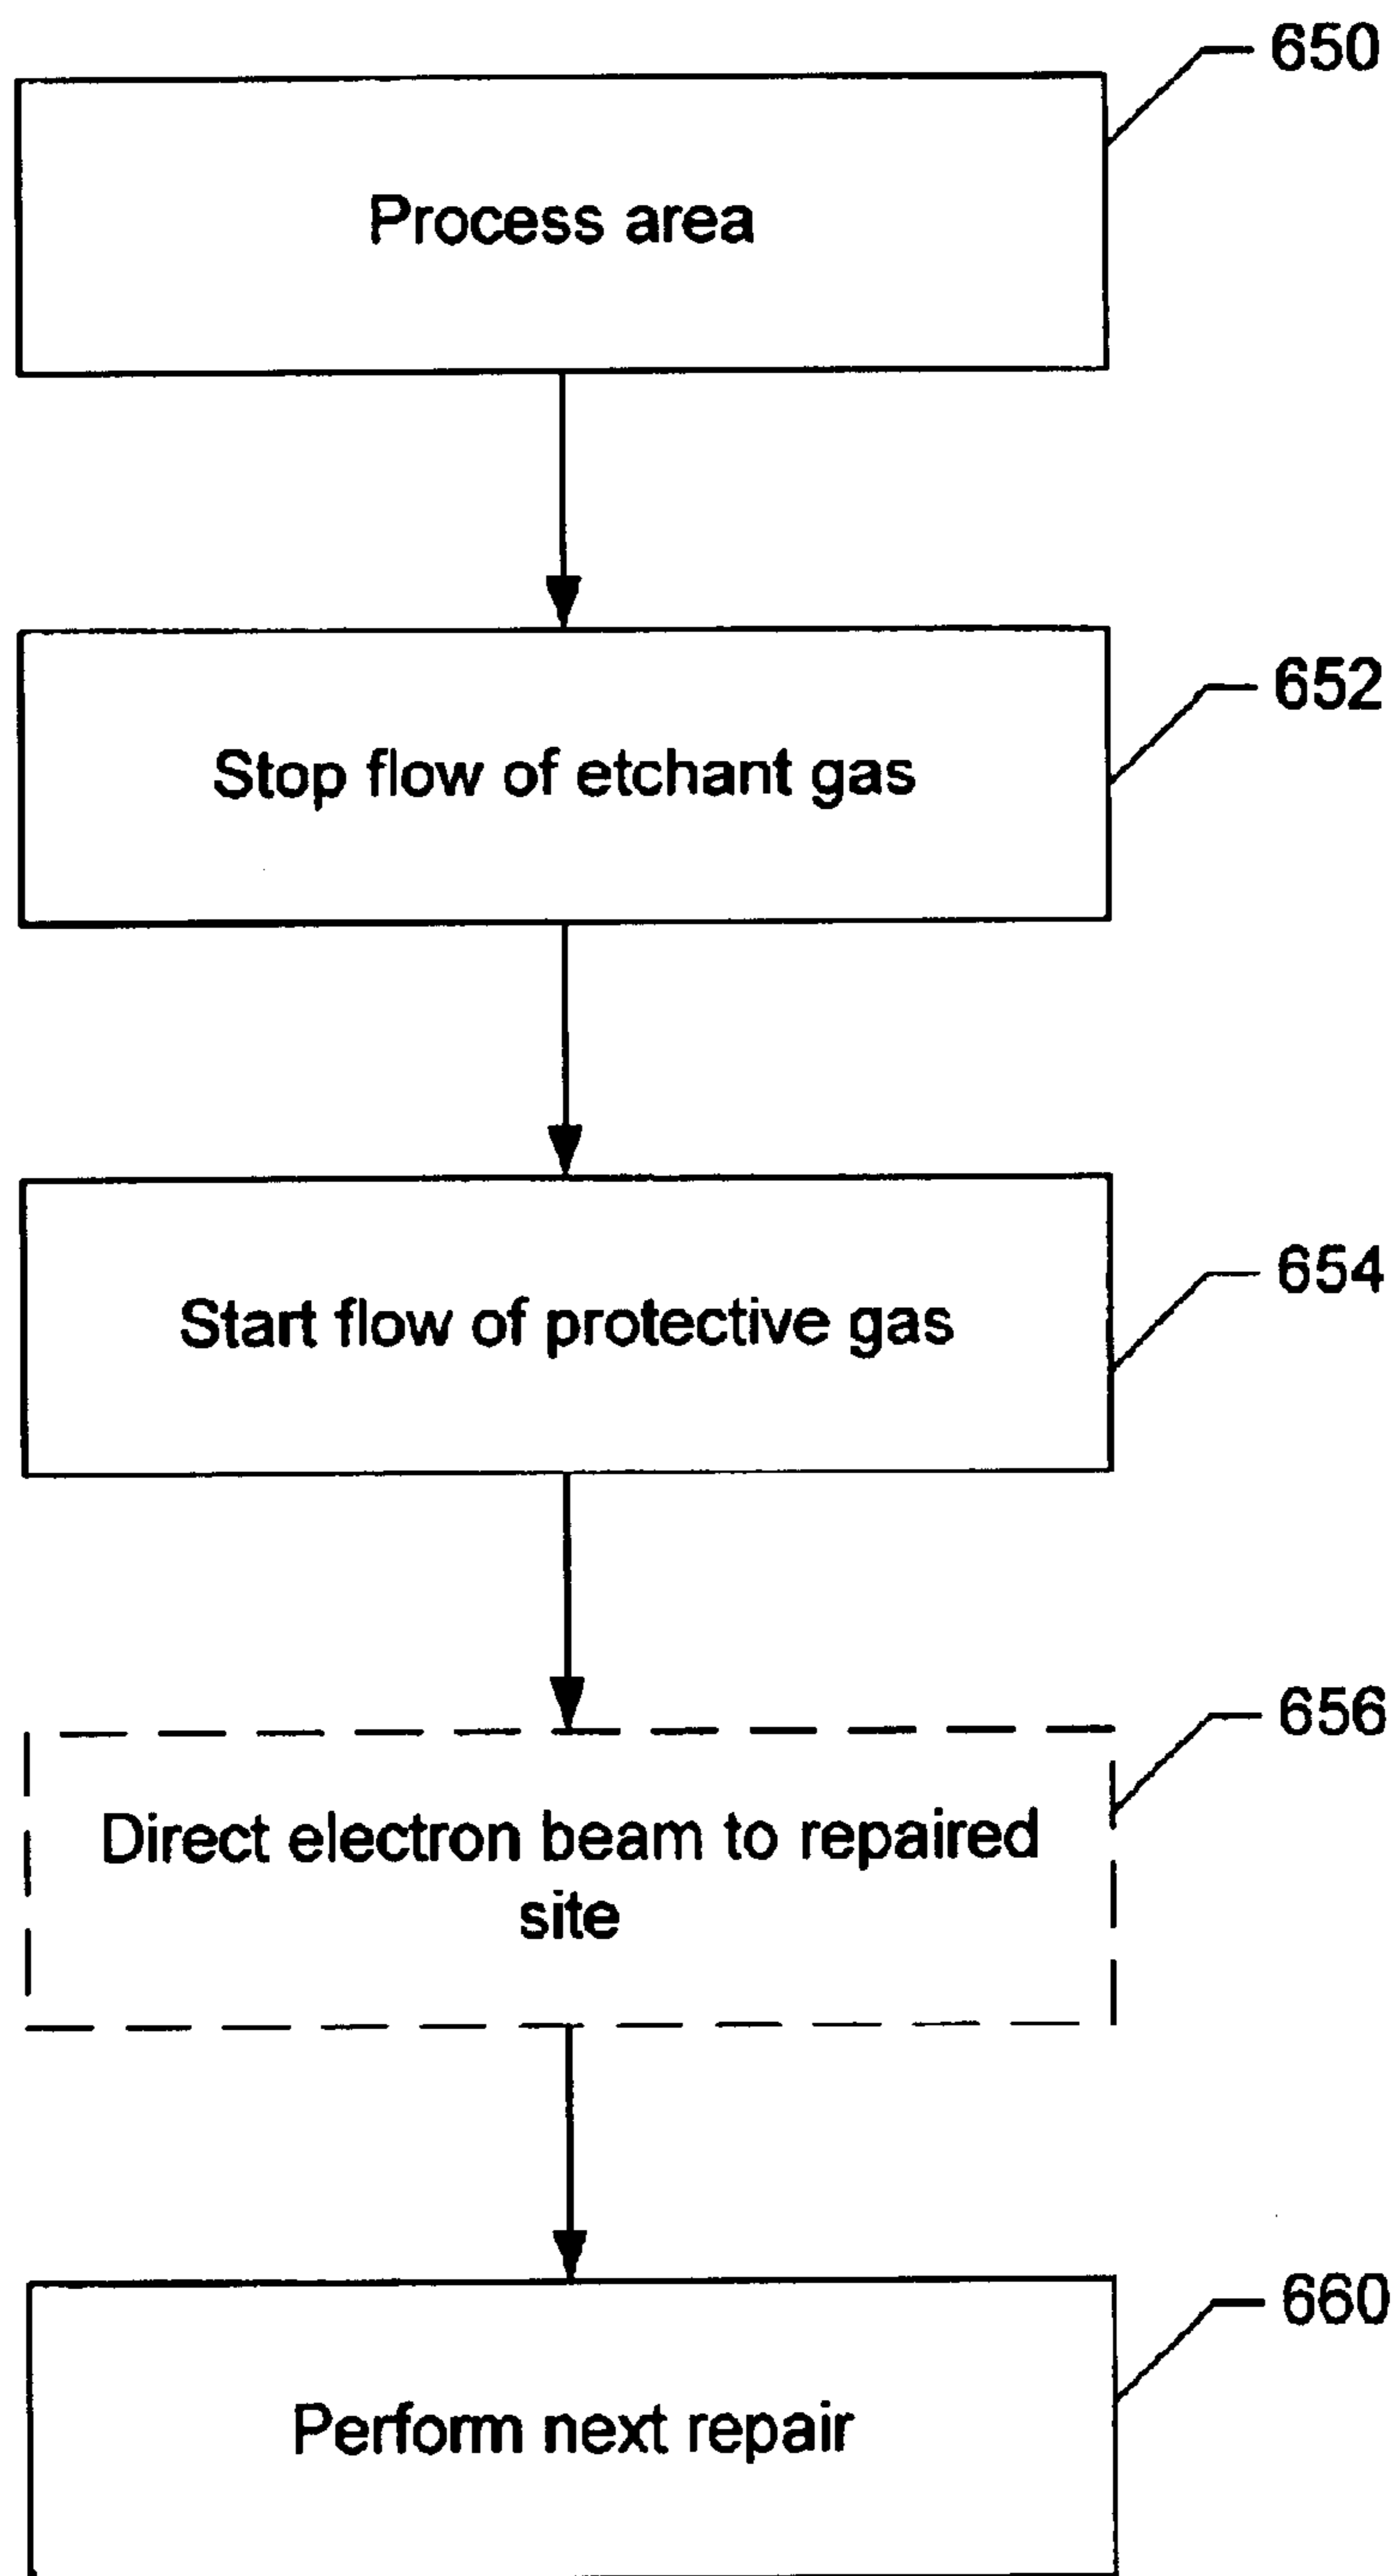 650
Process area
652
Stop flow of etchant gas
654
Start flow of protective gas
656
Direct electron beam to repaired
site
660
Perform next repair